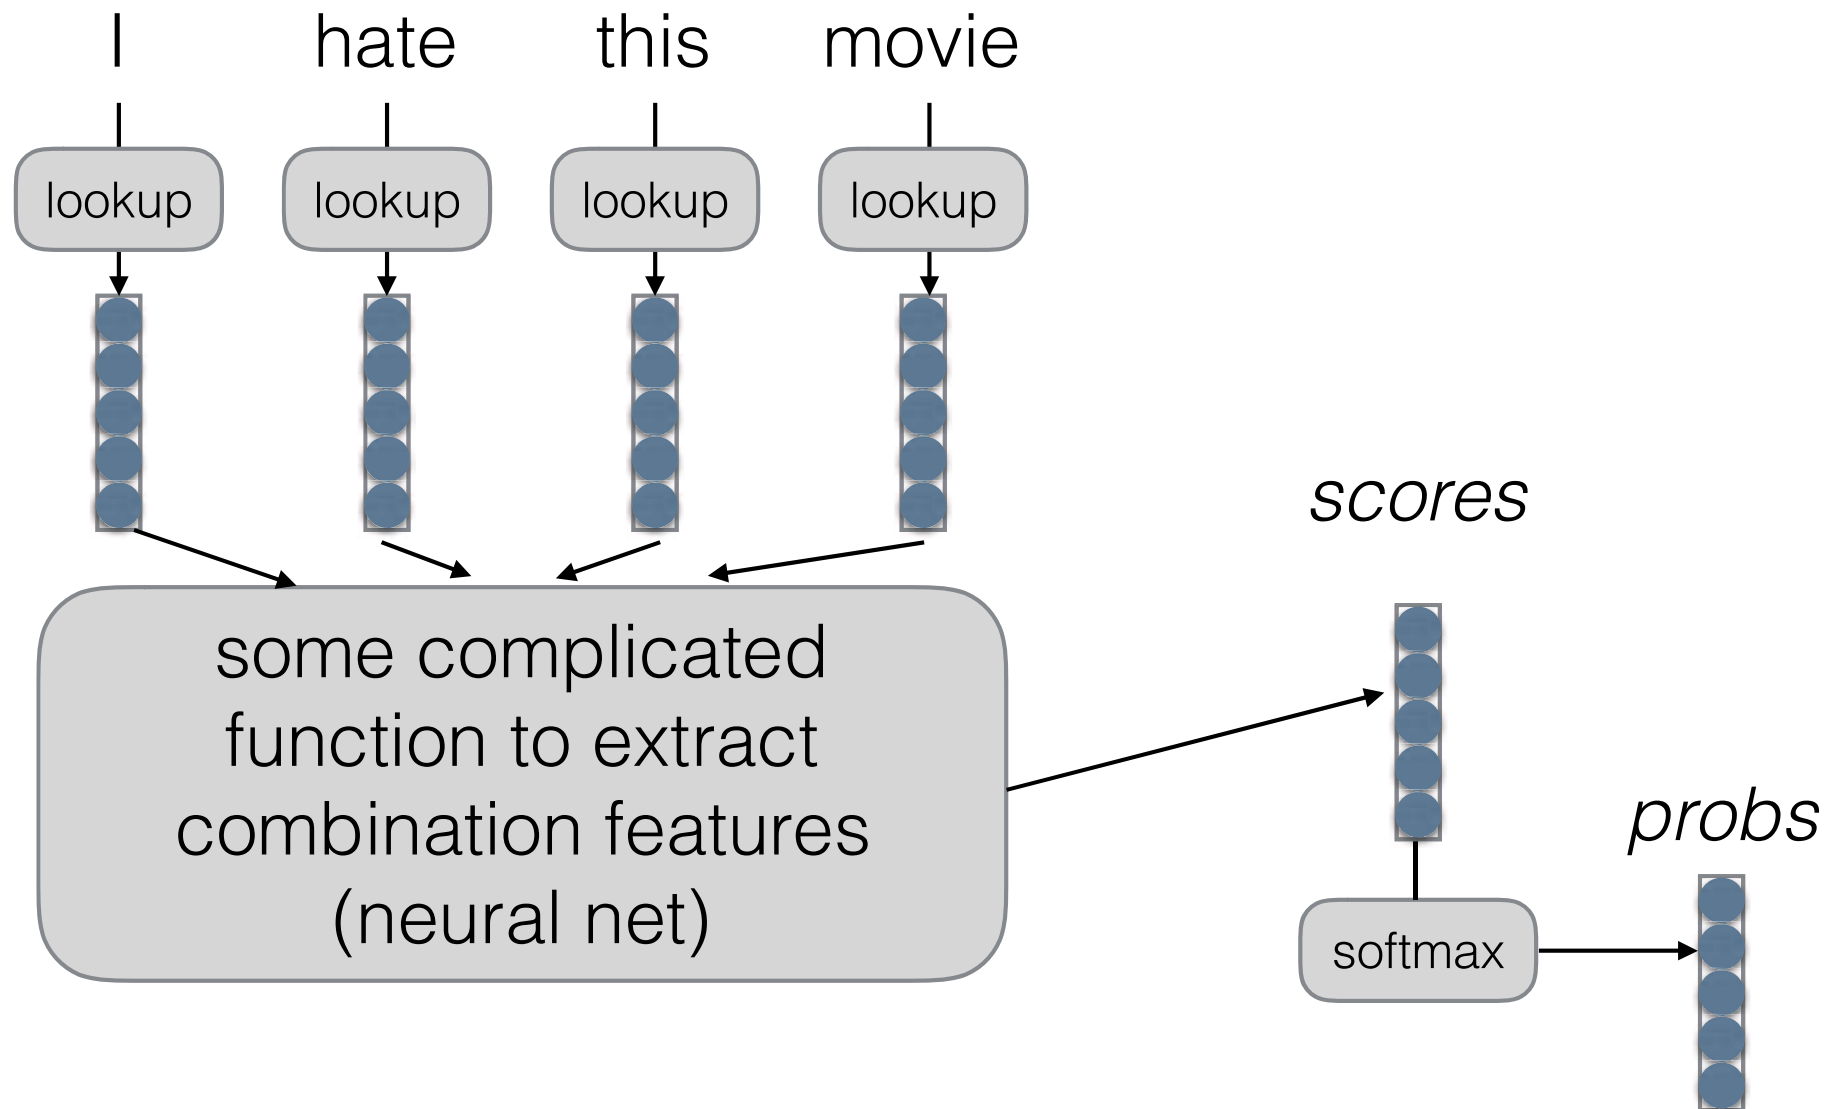 I hate this movie
lookup lookup lookup lookup
scores
some complicated
function to extract
combination features
(neural net)
probs
softmax